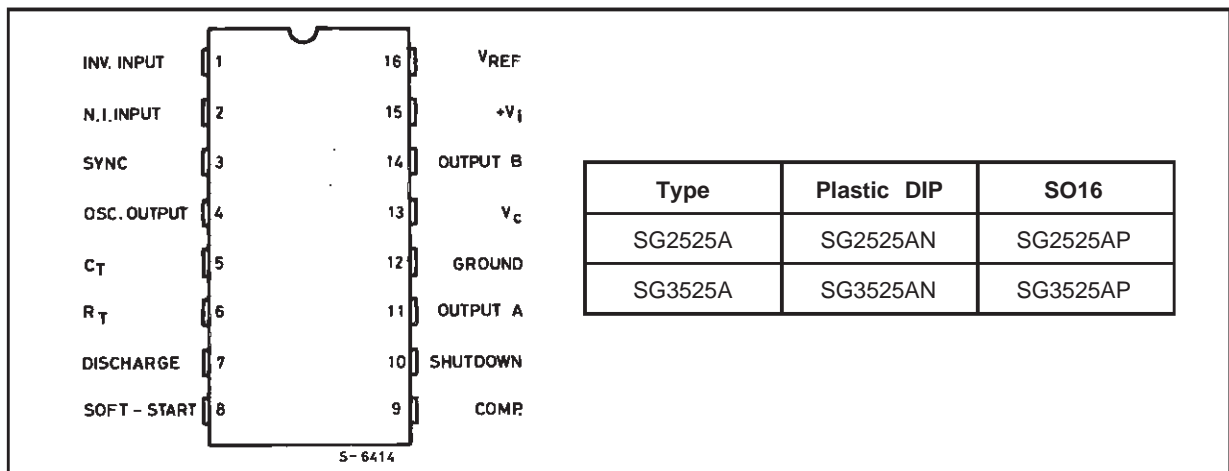 INV. INPUT 1 16 VREF
N.I.INPUT 2 15 +Vi
SYNC 3 14 OUTPUT B
OSC. OUTPUT 4 13 Vc
CT 5 12 GROUND
RT 6 11 OUTPUT A
DISCHARGE 7 10 SHUTDOWN
SOFT - START 8 9 COMP.
S-6414
Type Plastic DIP SO16
SG2525A SG2525AN SG2525AP
SG3525A SG3525AN SG3525AP